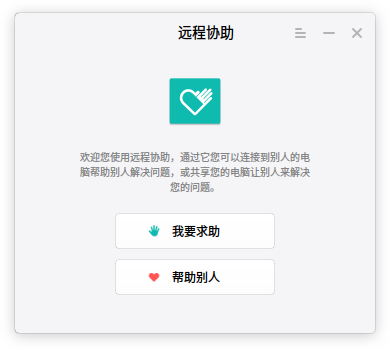 远程协助
欢迎您使用远程协助，通过它您可以连接到别人的电
脑帮助别人解决问题，或共享您的电脑让别人来解决
您的问题。
我要求助
帮助别人